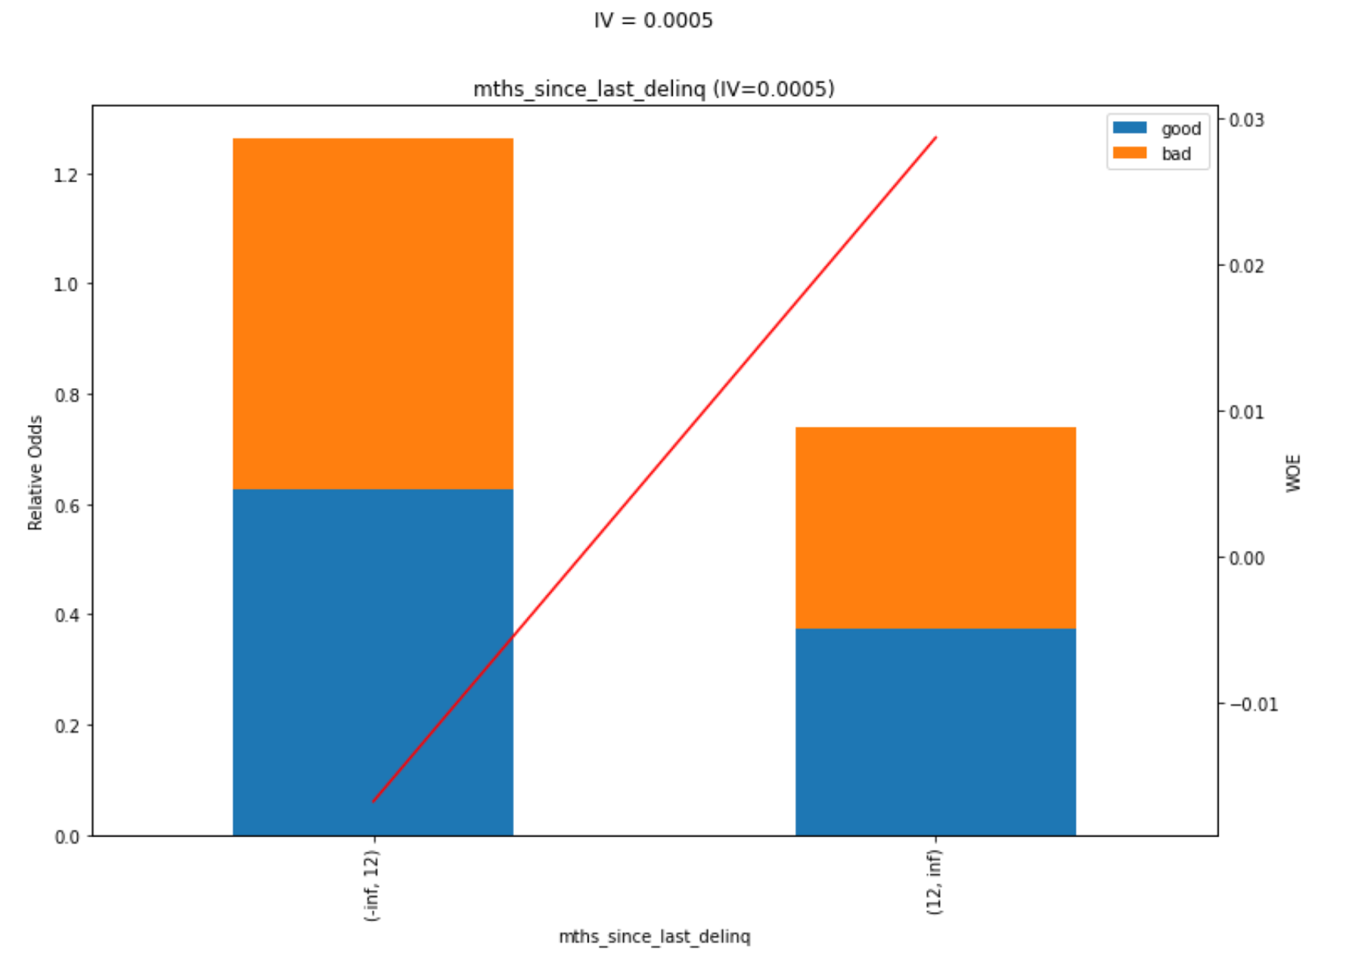 IV = 0.0005
mths_since_last_delinq (IV=0.0005)
good
bad
1.2
1.0
0.8
0.6
0.4
0.2
0.0
Relative Odds
0.03
0.02
0.01
0.00
−0.01
WOE
(-inf, 12)
(12, inf)
mths_since_last_delinq